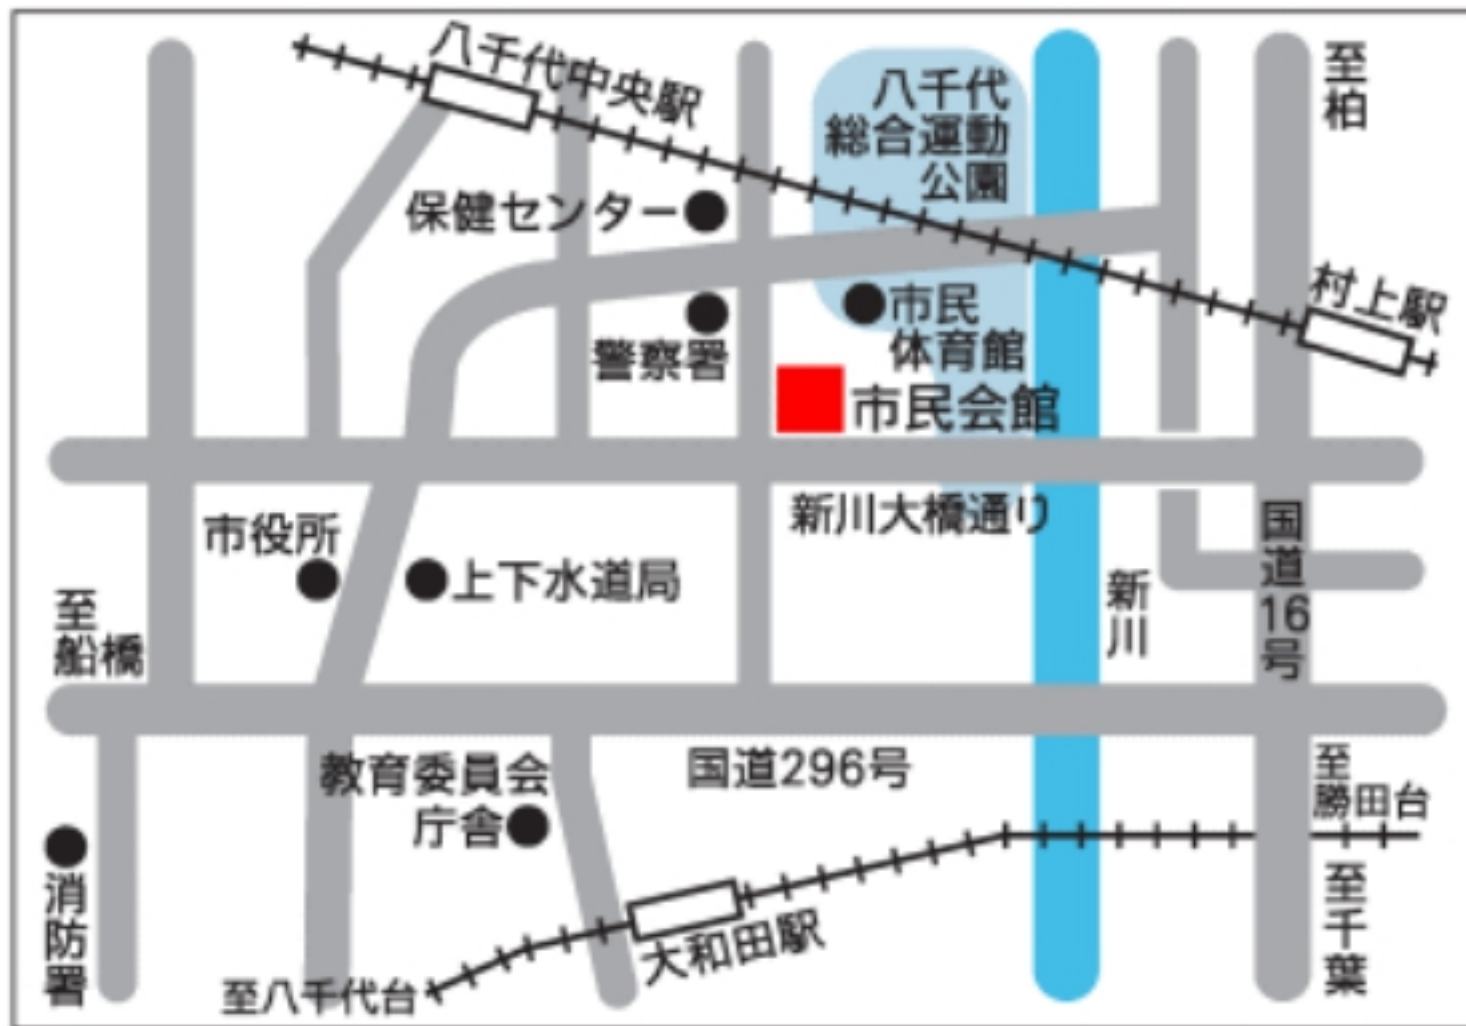 八千代中央駅
八千代
総合運動
公園
至
柏
保健センター
村上駅
市民
体育館
警察署
市民会館
新川大橋通り
国道16号
市役所
上下水道局
新川
至
船橋
国道296号
教育委員会
庁舎
至
勝田台
消防署
大和田駅
至千葉
至八千代台